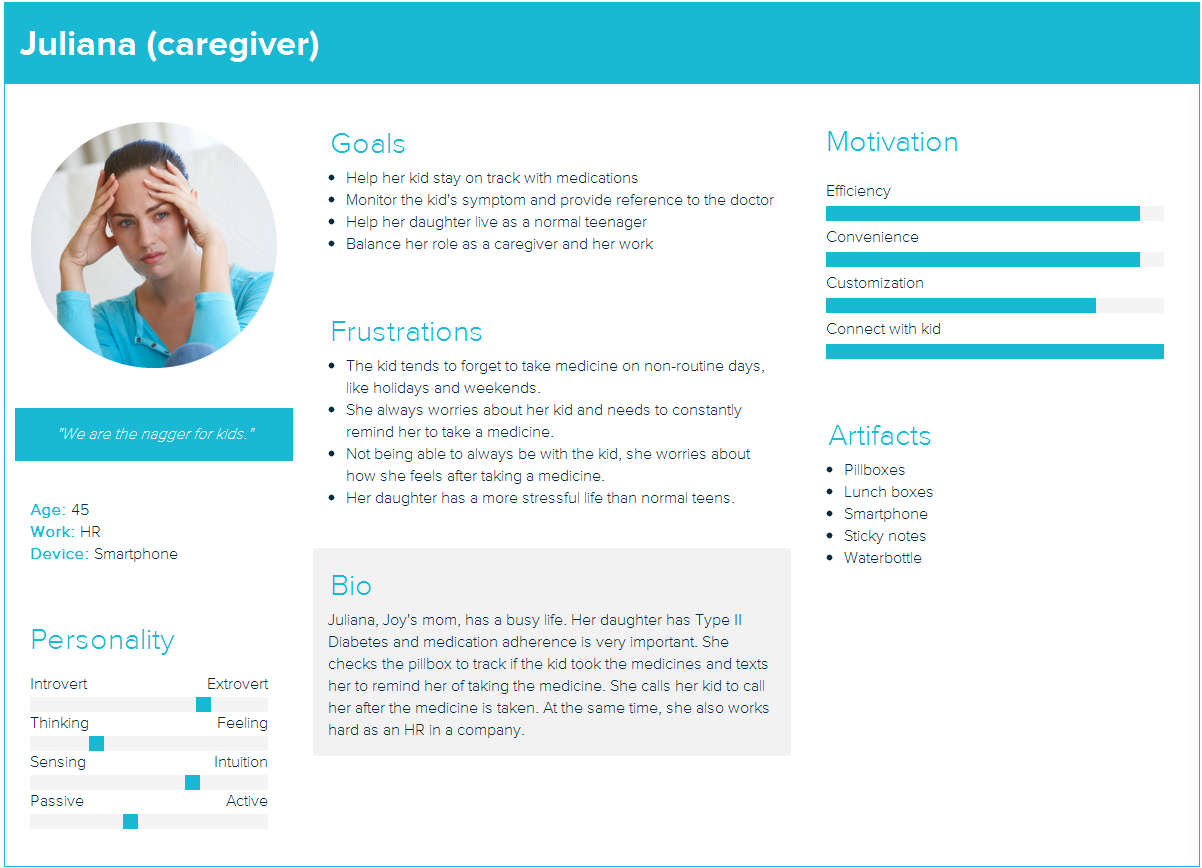 Juliana (caregiver)
"We are the nagger for kids."
Age: 45
Work: HR
Device: Smartphone
Personality
Introvert Extrovert
Thinking Feeling
Sensing Intuition
Passive Active
Goals
Help her kid stay on track with medications
Monitor the kid's symptom and provide reference to the doctor
Help her daughter live as a normal teenager
Balance her role as a caregiver and her work
Frustrations
The kid tends to forget to take medicine on non-routine days,
like holidays and weekends.
She always worries about her kid and needs to constantly
remind her to take a medicine.
Not being able to always be with the kid, she worries about
how she feels after taking a medicine.
Her daughter has a more stressful life than normal teens.
Bio
Juliana, Joy's mom, has a busy life. Her daughter has Type II
Diabetes and medication adherence is very important. She
checks the pillbox to track if the kid took the medicines and texts
her to remind her of taking the medicine. She calls her kid to call
her after the medicine is taken. At the same time, she also works
hard as an HR in a company.
Motivation
Efficiency
Convenience
Customization
Connect with kid
Artifacts
Pillboxes
Lunch boxes
Smartphone
Sticky notes
Waterbottle